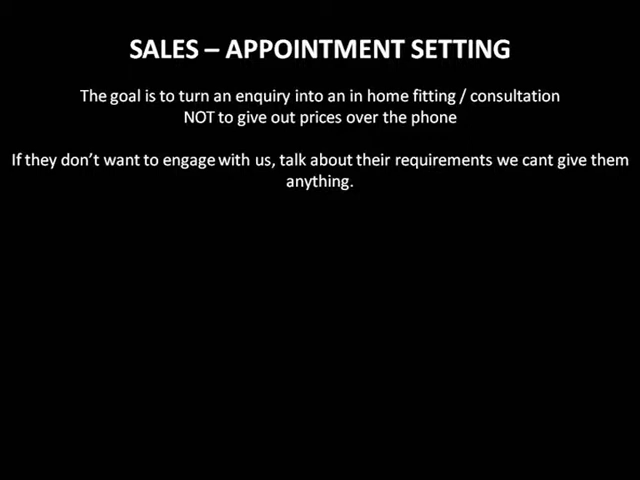 SALES – APPOINTMENT SETTING
The goal is to turn an enquiry into an in home fitting / consultation
NOT to give out prices over the phone
If they don’t want to engage with us, talk about their requirements we cant give them
anything.